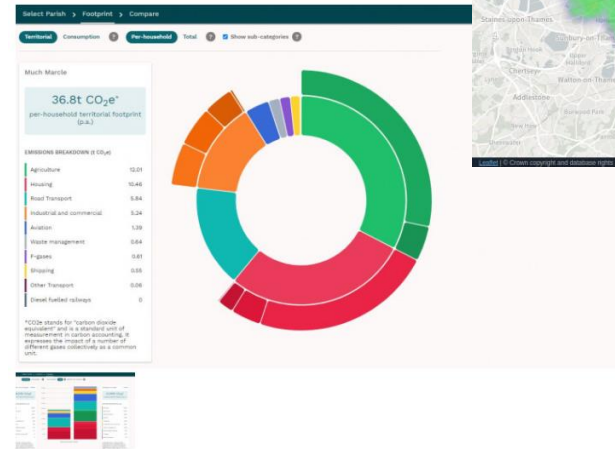 Select Parish > Footprint > Compare
Territorial Consumption ? Per-household Total ? Show sub-categories ?
Much Marcle
36.8t CO₂e*
per-household territorial footprint
(p.a.)
EMISSIONS BREAKDOWN (t CO₂e)
Agriculture 12.01
Housing 10.46
Road Transport 5.84
Industrial and commercial 5.24
Aviation 1.39
Waste management 0.64
F-gases 0.61
Shipping 0.55
Other Transport 0.06
Diesel fuelled railways 0
*CO2e stands for "carbon dioxide
equivalent" and is a standard unit of
measurement in carbon accounting. It
expresses the impact of a number of
different gases collectively as a common
unit.
Staines-upon-Thames
Chertsey
Walton-on-Thames
Addlestone
Leaflet | © Crown copyright and database rights